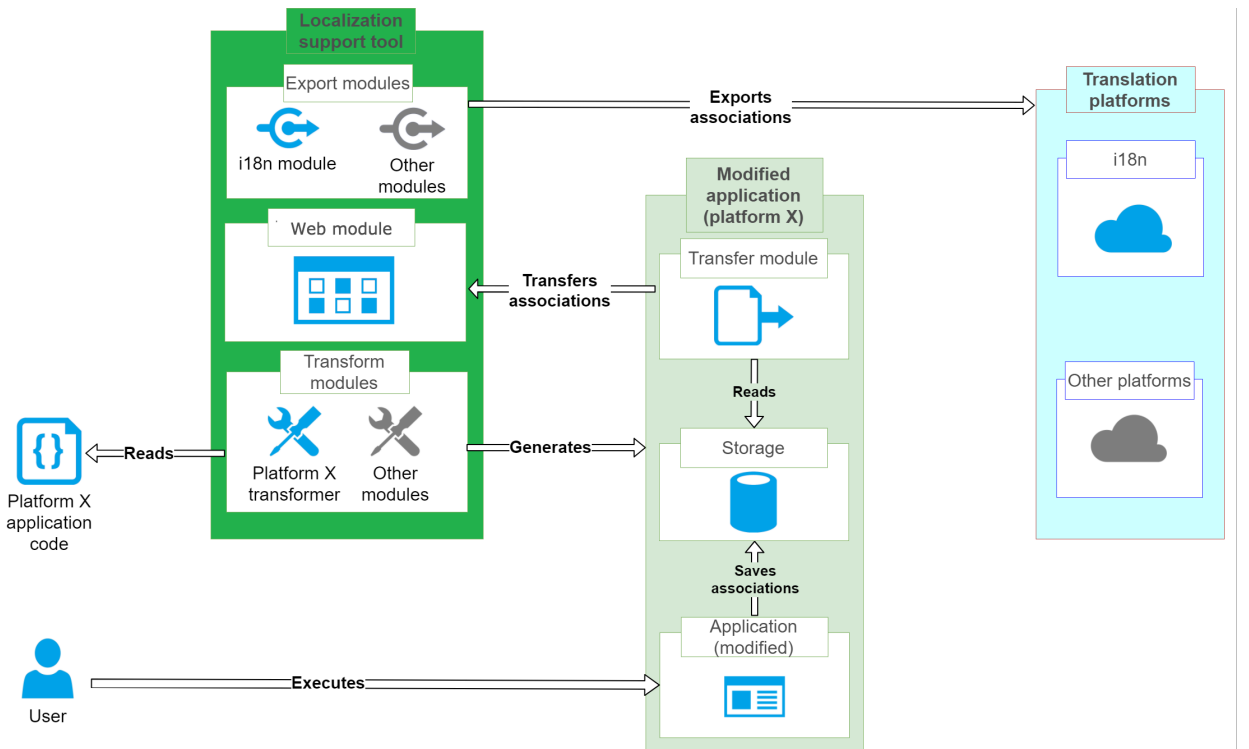 Localization
support tool
Export modules
i18n module
Other
modules
Exports
associations
Translation
platforms
i18n
Other platforms
Web module
Transfers
associations
Modified
application
(platform X)
Transfer module
Reads
Storage
Saves
associations
Application
(modified)
Transform
modules
Platform X
transformer
Other
modules
Generates
Reads
Platform X
application
code
User
Executes